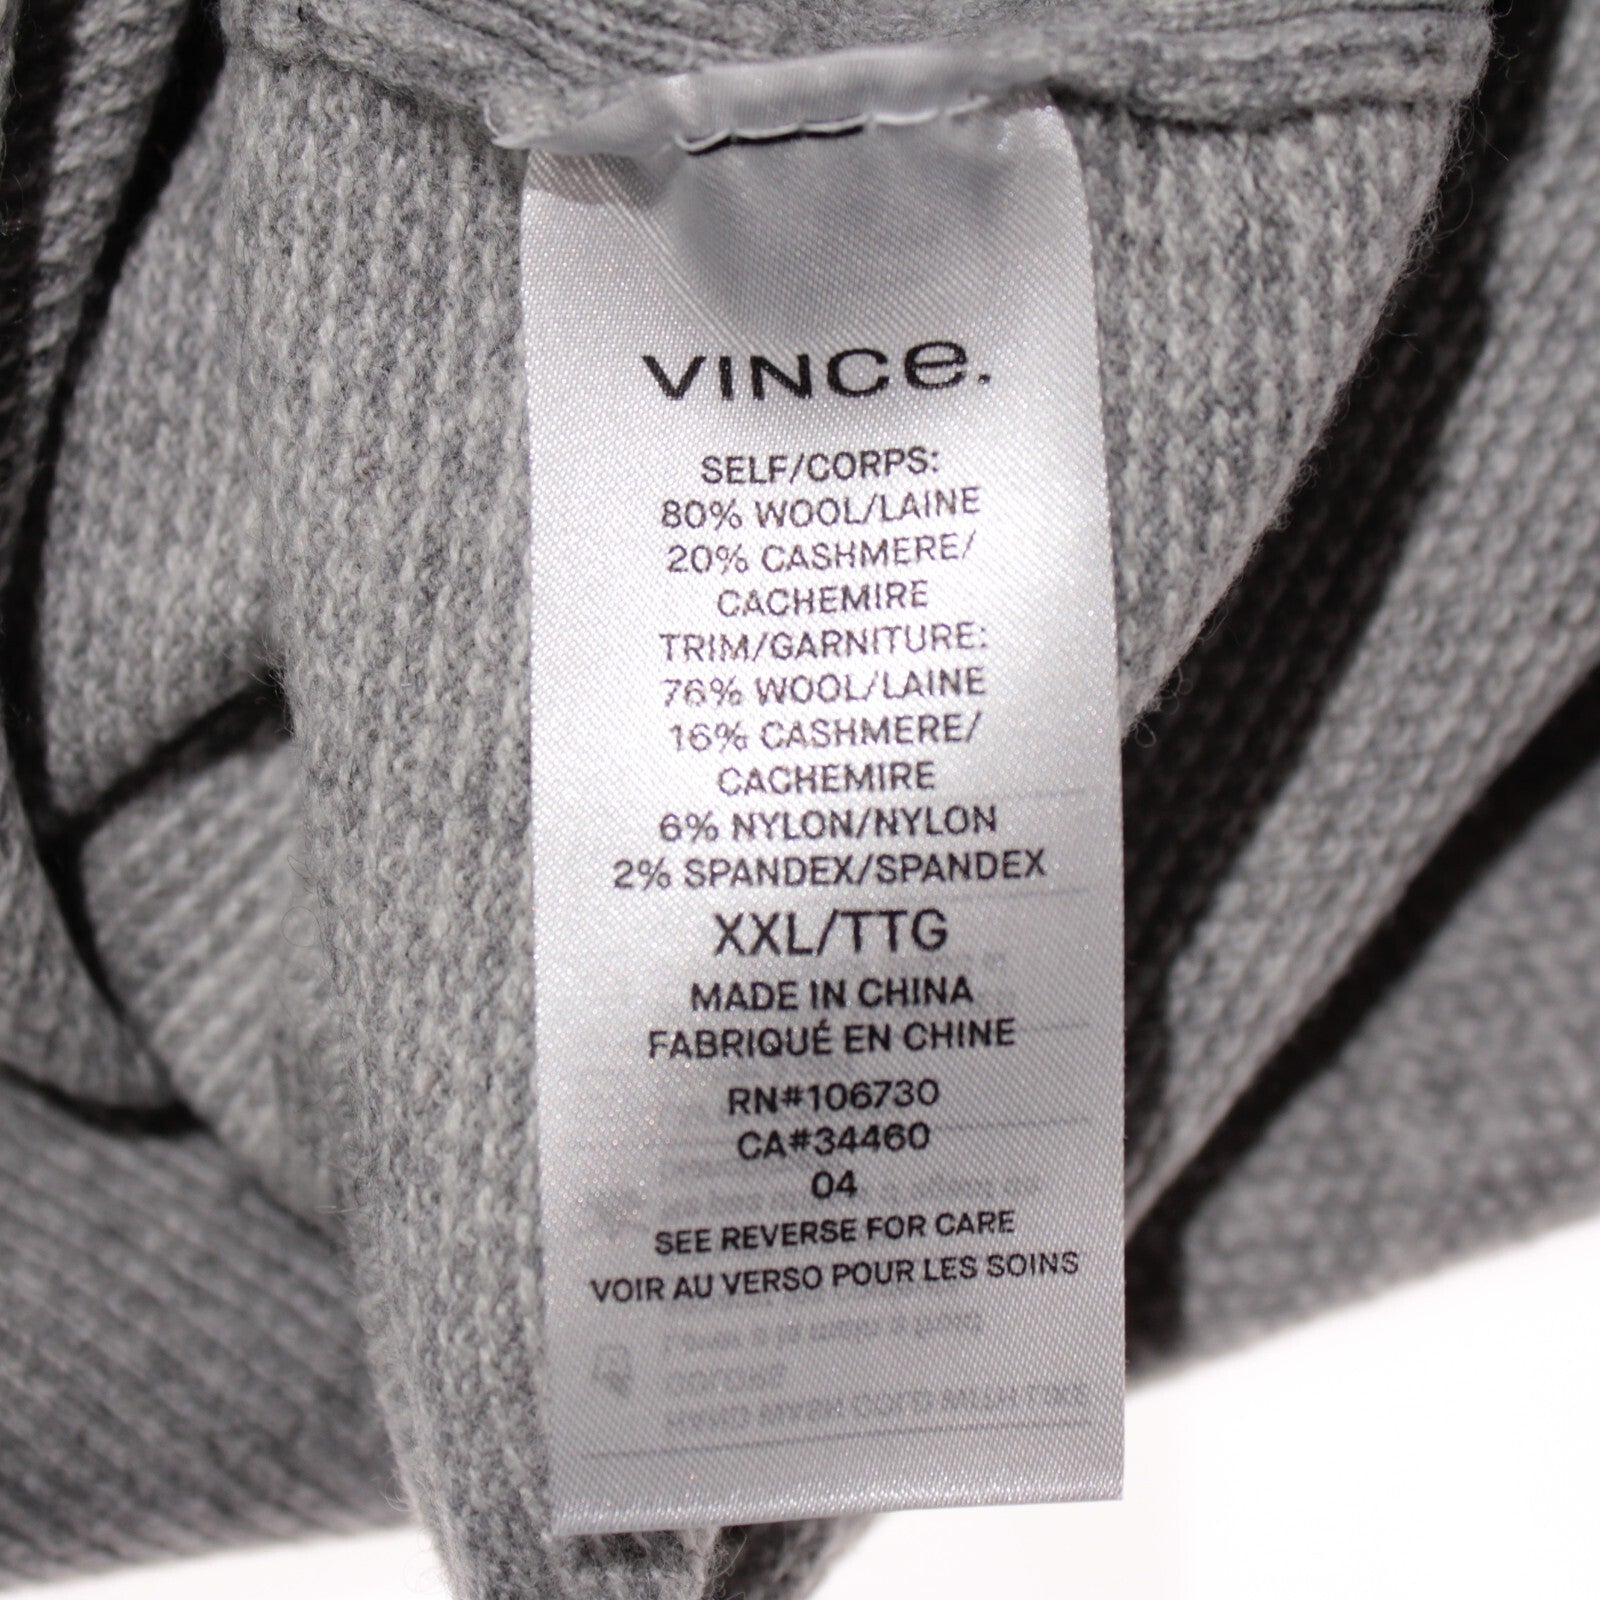 VINCe.
SELF/CORPS:
80% WOOL/LAINE
20% CASHMERE/
CACHEMIRE
TRIM/GARNITURE:
76% WOOL/LAINE
16% CASHMERE/
CACHEMIRE
6% NYLON/NYLON
2% SPANDEX/SPANDEX
XXL/TTG
MADE IN CHINA
FABRIQUÉ EN CHINE
RN#106730
CA#34460
04
SEE REVERSE FOR CARE
VOIR AU VERSO POUR LES SOINS